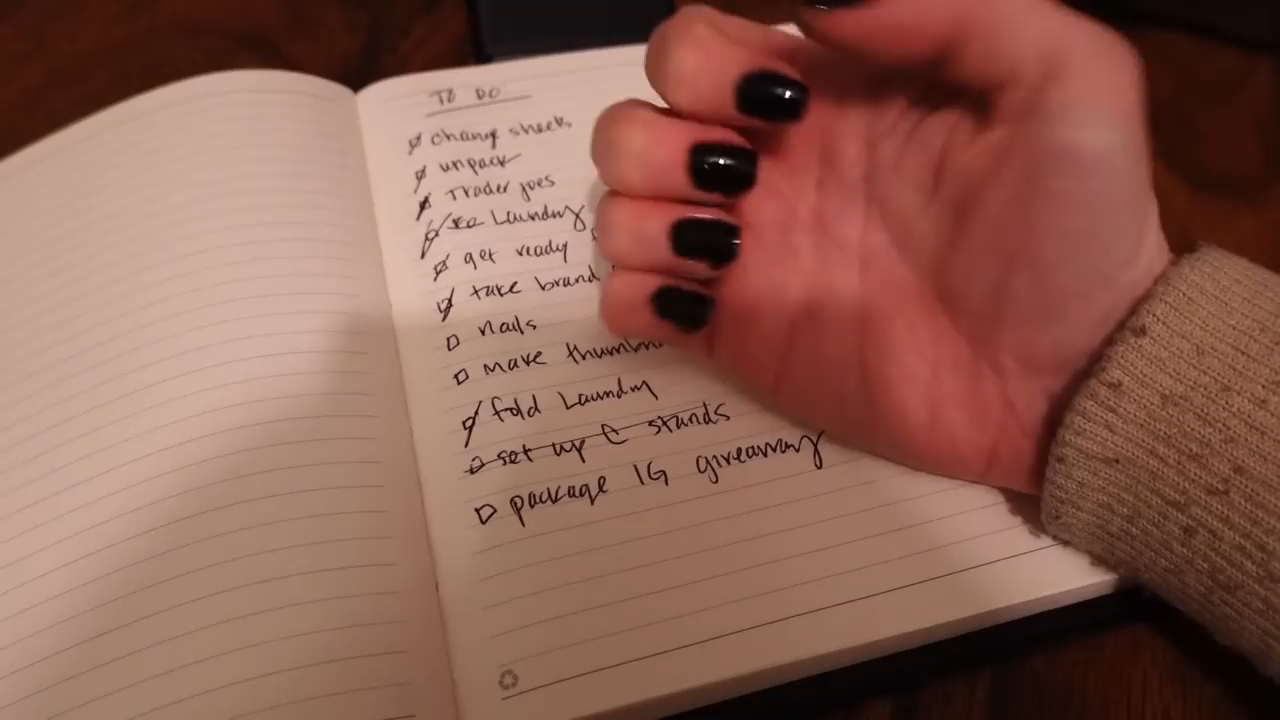 TO DO
change sheets
unpack
Trader Joes
Laundry
get ready
take brand
nails
make thumbn
fold Laundry
set up C stands
package IG giveaway